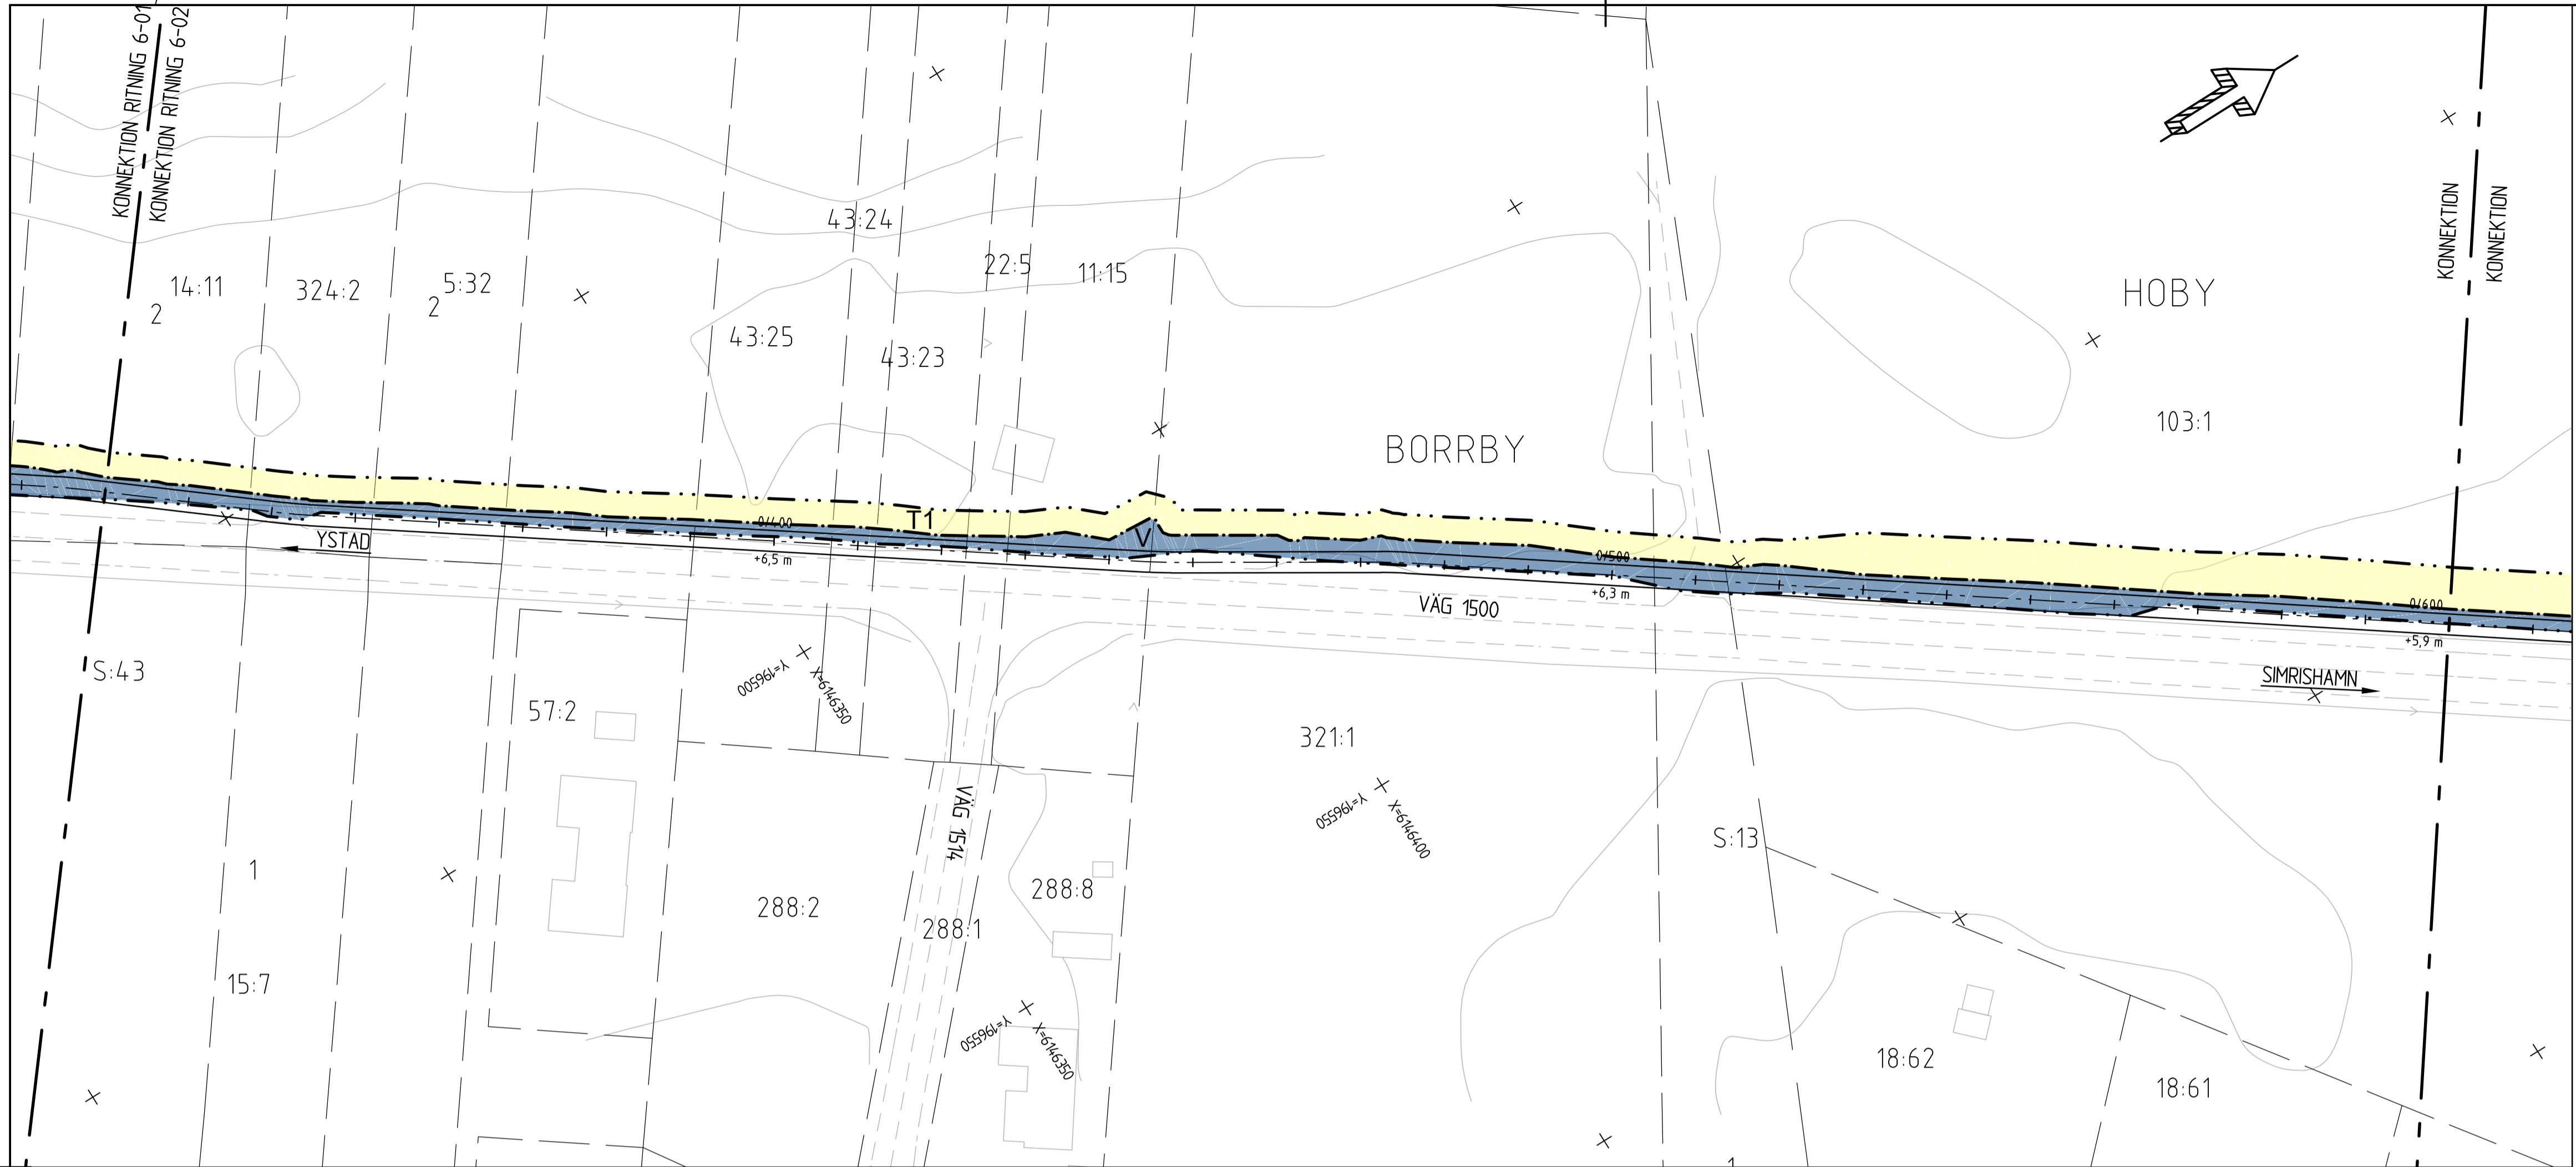 KONNEKTION RITNING 6-01
KONNEKTION RITNING 6-02
KONNEKTION
KONNEKTION
43:24
22:5
11:15
14:11
324:2
5:32
2
2
HOBY
43:25
43:23
BORRBY
103:1
T1
V
0/400
0/500
0/600
YSTAD
+6,5 m
+6,3 m
+5,9 m
VÄG 1500
SIMRISHAMN
S:43
57:2
Y=196500
X=6146350
321:1
Y=196550
X=6146400
VÄG 1514
S:13
1
288:2
288:8
288:1
15:7
Y=196550
X=6146350
18:62
18:61
1